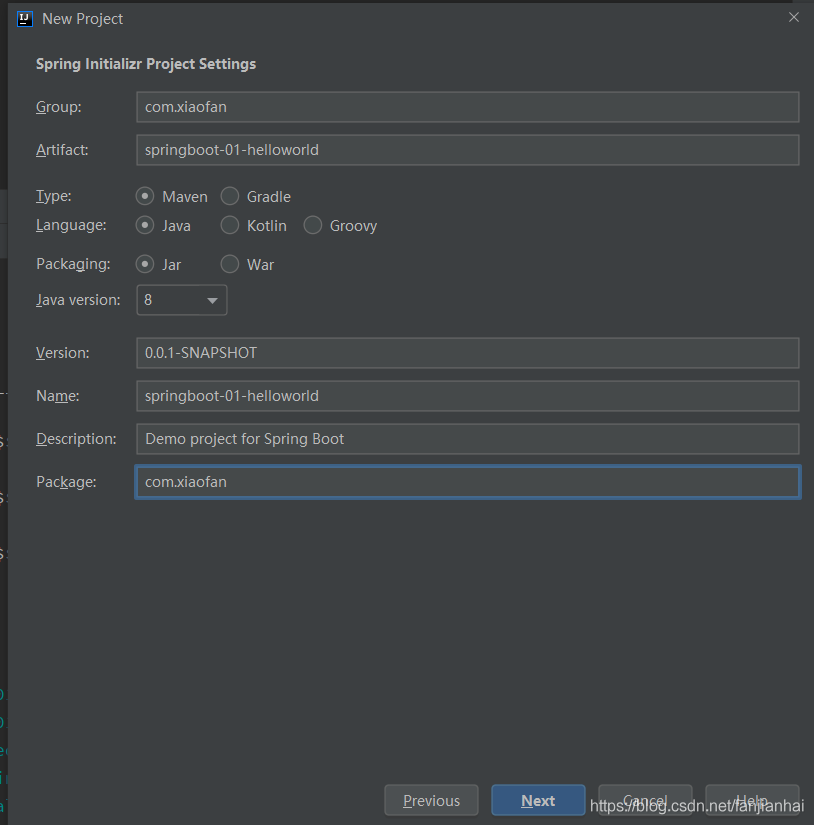 New Project
Spring Initializr Project Settings
Group: com.xiaofan
Artifact: springboot-01-helloworld
Type: Maven Gradle
Language: Java Kotlin Groovy
Packaging: Jar War
Java version: 8
Version: 0.0.1-SNAPSHOT
Name: springboot-01-helloworld
Description: Demo project for Spring Boot
Package: com.xiaofan
Previous Next Cancel Help
https://blog.csdn.net/fanjianhai